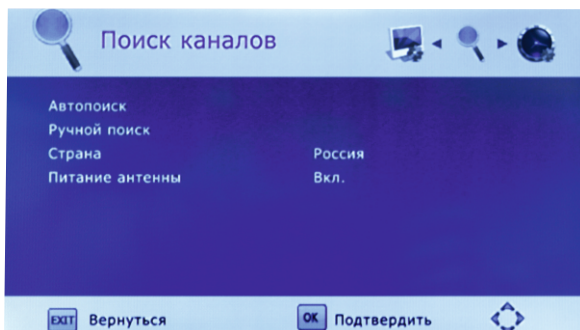 Поиск каналов
Автопоиск
Ручной поиск
Страна Россия
Питание антенны Вкл.
EXIT Вернуться OK Подтвердить